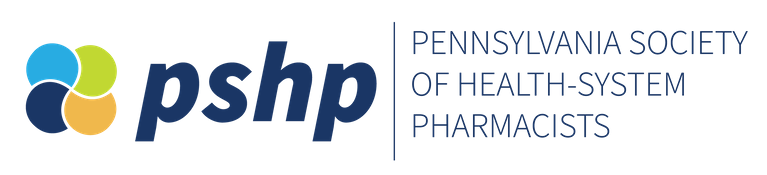 pshp
PENNSYLVANIA SOCIETY
OF HEALTH-SYSTEM
PHARMACISTS